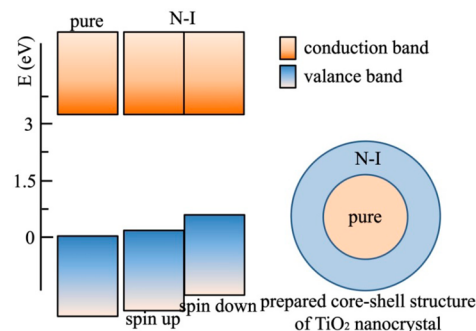 pure
N-I
E (eV)
3
1.5
0
spin up
spin down
conduction band
valance band
N-I
pure
prepared core-shell structure
of TiO₂ nanocrystal